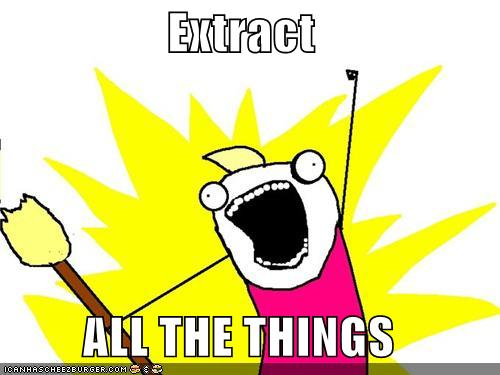 Extract
ALL THE THINGS
ICANHASCHEEZBURGER.COM